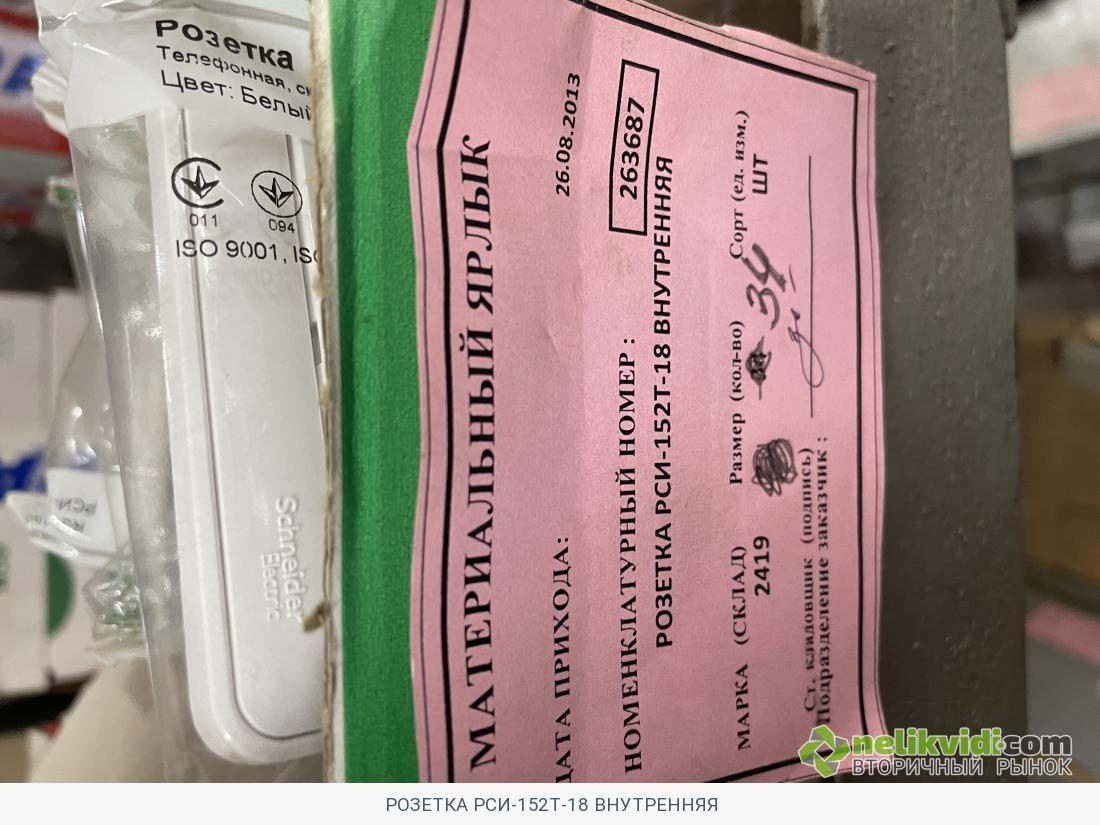 Розетка
Телефонная,
Цвет: Белый
011
094
ISO 9001,
Schneider
Electric
МАТЕРИАЛЬНЫЙ ЯРЛЫК
ДАТА ПРИХОДА: 26.08.2013
НОМЕНКЛАТУРНЫЙ НОМЕР : 263687
РОЗЕТКА РСИ-152Т-18 ВНУТРЕННЯЯ
МАРКА (СКЛАД) Размер (кол-во) Сорт (ед. изм.)
2419 34 ШТ
Ст. кладовщик (подпись)
Подразделение заказчик :
nelikvidi.com
ВТОРИЧНЫЙ РЫНОК
РОЗЕТКА РСИ-152Т-18 ВНУТРЕННЯЯ